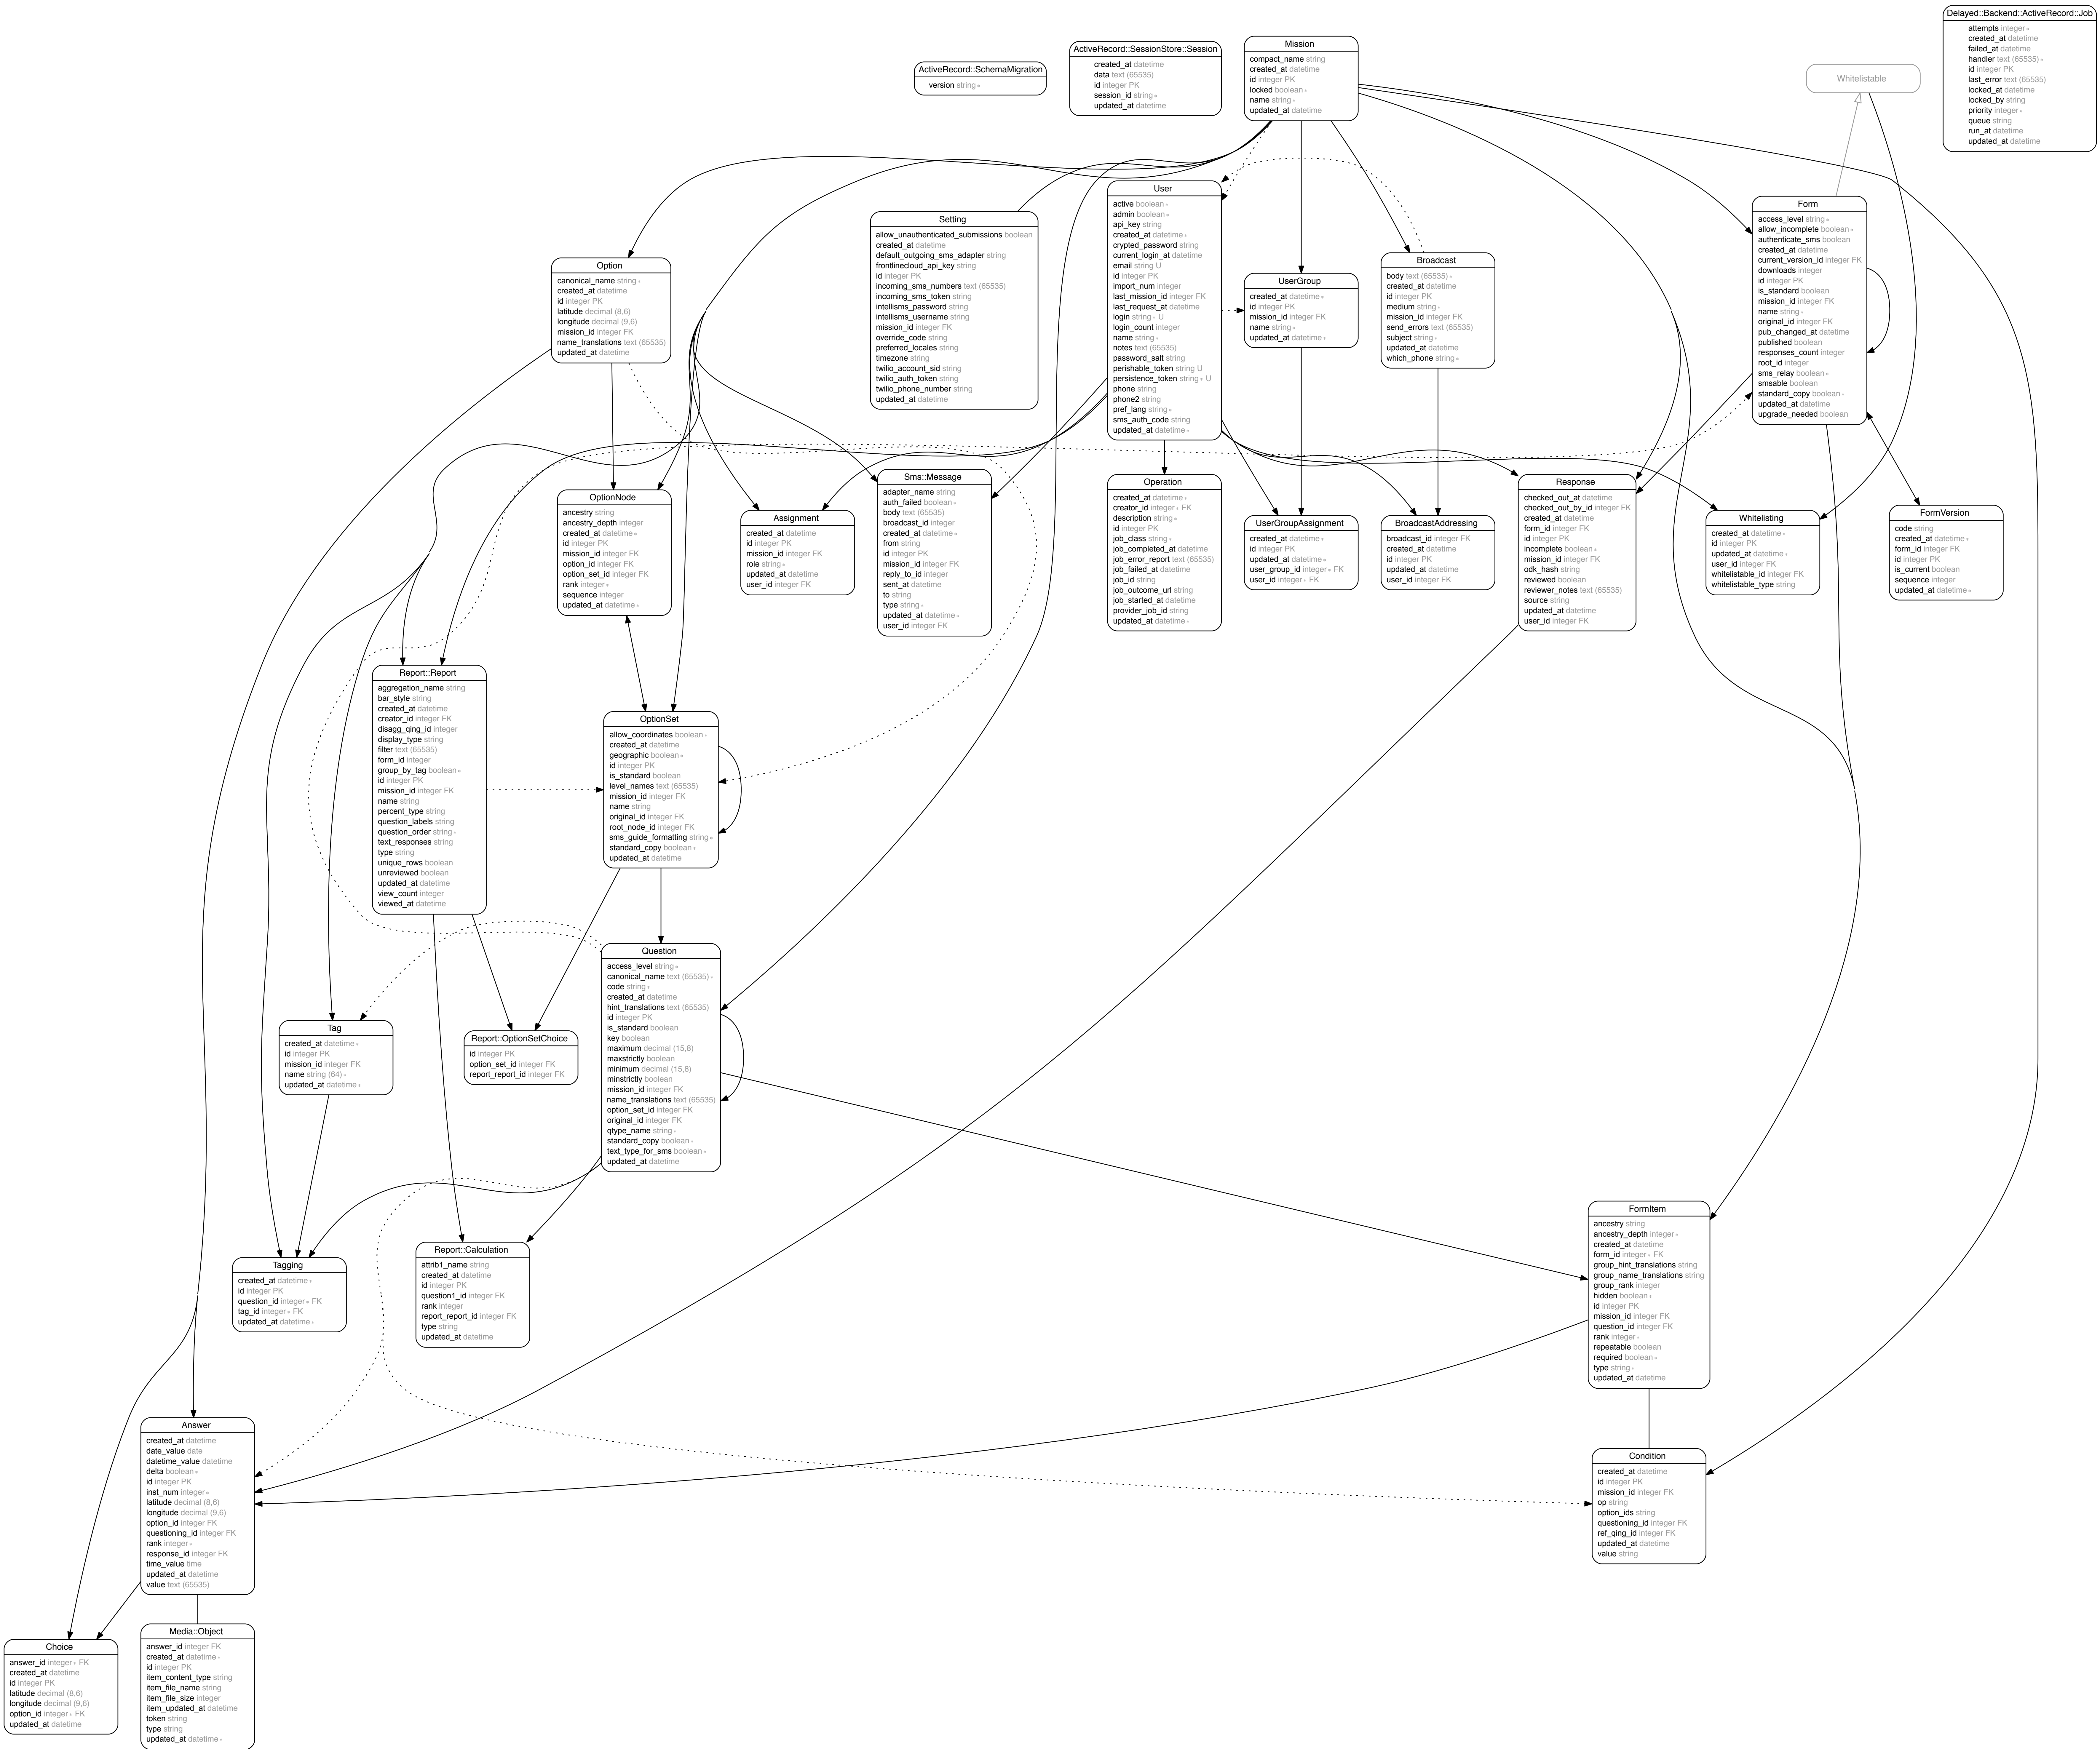 Delayed::Backend::ActiveRecord::Job
attempts integer ∗
created_at datetime
failed_at datetime
handler text (65535) ∗
id integer PK
last_error text (65535)
locked_at datetime
locked_by string
priority integer ∗
queue string
run_at datetime
updated_at datetime
ActiveRecord::SchemaMigration
version string ∗
ActiveRecord::SessionStore::Session
created_at datetime
data text (65535)
id integer PK
session_id string ∗
updated_at datetime
Mission
compact_name string
created_at datetime
id integer PK
locked boolean ∗
name string ∗
updated_at datetime
Whitelistable
Option
canonical_name string ∗
created_at datetime
id integer PK
latitude decimal (8,6)
longitude decimal (9,6)
mission_id integer FK
name_translations text (65535)
updated_at datetime
Setting
allow_unauthenticated_submissions boolean
created_at datetime
default_outgoing_sms_adapter string
frontlinecloud_api_key string
id integer PK
incoming_sms_numbers text (65535)
incoming_sms_token string
intellisms_password string
intellisms_username string
mission_id integer FK
override_code string
preferred_locales string
timezone string
twilio_account_sid string
twilio_auth_token string
twilio_phone_number string
updated_at datetime
User
active boolean ∗
admin boolean ∗
api_key string
created_at datetime ∗
crypted_password string
current_login_at datetime
email string U
id integer PK
import_num integer
last_mission_id integer FK
last_request_at datetime
login string ∗ U
login_count integer
name string ∗
notes text (65535)
password_salt string
perishable_token string U
persistence_token string ∗ U
phone string
phone2 string
pref_lang string ∗
sms_auth_code string
updated_at datetime ∗
UserGroup
created_at datetime ∗
id integer PK
mission_id integer FK
name string ∗
updated_at datetime ∗
Broadcast
body text (65535) ∗
created_at datetime
id integer PK
medium string ∗
mission_id integer FK
send_errors text (65535)
subject string ∗
updated_at datetime
which_phone string ∗
Form
access_level string ∗
allow_incomplete boolean ∗
authenticate_sms boolean
created_at datetime
current_version_id integer FK
downloads integer
id integer PK
is_standard boolean
mission_id integer FK
name string ∗
original_id integer FK
pub_changed_at datetime
published boolean
responses_count integer
root_id integer
sms_relay boolean ∗
smsable boolean
standard_copy boolean ∗
updated_at datetime
upgrade_needed boolean
OptionNode
ancestry string
ancestry_depth integer
created_at datetime ∗
id integer PK
mission_id integer FK
option_id integer FK
option_set_id integer FK
rank integer ∗
sequence integer
updated_at datetime ∗
Assignment
created_at datetime
id integer PK
mission_id integer FK
role string ∗
updated_at datetime
user_id integer FK
Sms::Message
adapter_name string
auth_failed boolean ∗
body text (65535)
broadcast_id integer
created_at datetime ∗
from string
id integer PK
mission_id integer FK
reply_to_id integer
sent_at datetime
to string
type string ∗
updated_at datetime ∗
user_id integer FK
Operation
created_at datetime ∗
creator_id integer ∗ FK
description string ∗
id integer PK
job_class string ∗
job_completed_at datetime
job_error_report text (65535)
job_failed_at datetime
job_id string
job_outcome_url string
job_started_at datetime
provider_job_id string
updated_at datetime ∗
UserGroupAssignment
created_at datetime ∗
id integer PK
updated_at datetime ∗
user_group_id integer ∗ FK
user_id integer ∗ FK
BroadcastAddressing
broadcast_id integer FK
created_at datetime
id integer PK
updated_at datetime
user_id integer FK
Response
checked_out_at datetime
checked_out_by_id integer FK
created_at datetime
form_id integer FK
id integer PK
incomplete boolean ∗
mission_id integer FK
odk_hash string
reviewed boolean
reviewer_notes text (65535)
source string
updated_at datetime
user_id integer FK
Whitelisting
created_at datetime ∗
id integer PK
updated_at datetime ∗
user_id integer FK
whitelistable_id integer FK
whitelistable_type string
FormVersion
code string
created_at datetime ∗
form_id integer FK
id integer PK
is_current boolean
sequence integer
updated_at datetime ∗
Report::Report
aggregation_name string
bar_style string
created_at datetime
creator_id integer FK
disagg_qing_id integer
display_type string
filter text (65535)
form_id integer
group_by_tag boolean ∗
id integer PK
mission_id integer FK
name string
percent_type string
question_labels string
question_order string ∗
text_responses string
type string
unique_rows boolean
unreviewed boolean
updated_at datetime
view_count integer
viewed_at datetime
OptionSet
allow_coordinates boolean ∗
created_at datetime
geographic boolean ∗
id integer PK
is_standard boolean
level_names text (65535)
mission_id integer FK
name string
original_id integer FK
root_node_id integer FK
sms_guide_formatting string ∗
standard_copy boolean ∗
updated_at datetime
Question
access_level string ∗
canonical_name text (65535) ∗
code string ∗
created_at datetime
hint_translations text (65535)
id integer PK
is_standard boolean
key boolean
maximum decimal (15,8)
maxstrictly boolean
minimum decimal (15,8)
minstrictly boolean
mission_id integer FK
name_translations text (65535)
option_set_id integer FK
original_id integer FK
qtype_name string ∗
standard_copy boolean ∗
text_type_for_sms boolean ∗
updated_at datetime
Tag
created_at datetime ∗
id integer PK
mission_id integer FK
name string (64) ∗
updated_at datetime ∗
Report::OptionSetChoice
id integer PK
option_set_id integer FK
report_report_id integer FK
FormItem
ancestry string
ancestry_depth integer ∗
created_at datetime
form_id integer ∗ FK
group_hint_translations string
group_name_translations string
group_rank integer
hidden boolean ∗
id integer PK
mission_id integer FK
question_id integer FK
rank integer ∗
repeatable boolean
required boolean ∗
type string ∗
updated_at datetime
Tagging
created_at datetime ∗
id integer PK
question_id integer ∗ FK
tag_id integer ∗ FK
updated_at datetime ∗
Report::Calculation
attrib1_name string
created_at datetime
id integer PK
question1_id integer FK
rank integer
report_report_id integer FK
type string
updated_at datetime
Answer
created_at datetime
date_value date
datetime_value datetime
delta boolean ∗
id integer PK
inst_num integer ∗
latitude decimal (8,6)
longitude decimal (9,6)
option_id integer FK
questioning_id integer FK
rank integer ∗
response_id integer FK
time_value time
updated_at datetime
value text (65535)
Condition
created_at datetime
id integer PK
mission_id integer FK
op string
option_ids string
questioning_id integer FK
ref_qing_id integer FK
updated_at datetime
value string
Choice
answer_id integer ∗ FK
created_at datetime
id integer PK
latitude decimal (8,6)
longitude decimal (9,6)
option_id integer ∗ FK
updated_at datetime
Media::Object
answer_id integer FK
created_at datetime ∗
id integer PK
item_content_type string
item_file_name string
item_file_size integer
item_updated_at datetime
token string
type string
updated_at datetime ∗